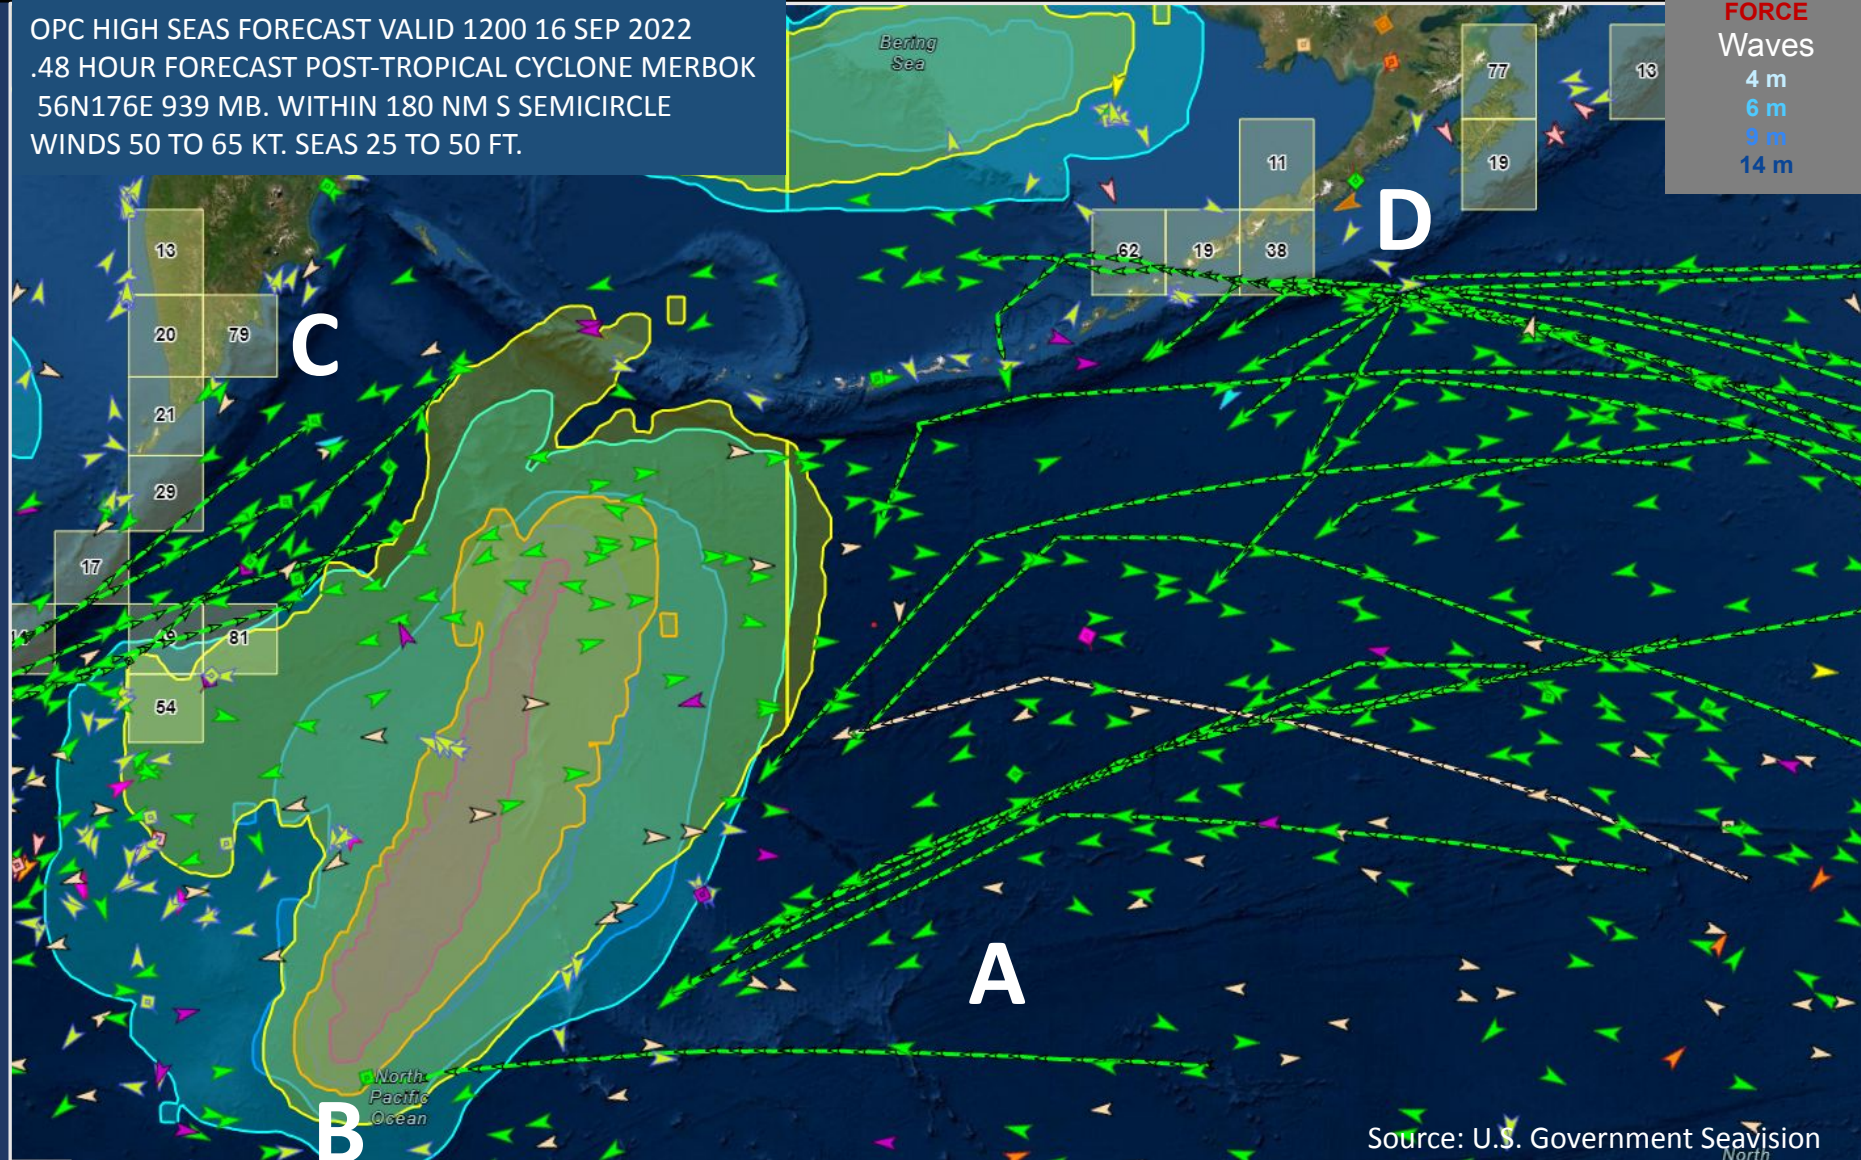 OPC HIGH SEAS FORECAST VALID 1200 16 SEP 2022
.48 HOUR FORECAST POST-TROPICAL CYCLONE MERBOK
56N176E 939 MB. WITHIN 180 NM S SEMICIRCLE
WINDS 50 TO 65 KT. SEAS 25 TO 50 FT.
FORCE
Waves
4 m
6 m
9 m
14 m
Bering
Sea
77
13
11
19
D
62
19
38
13
20
79
C
21
29
17
81
54
A
North
Pacific
Ocean
B
Source: U.S. Government Seavision
North